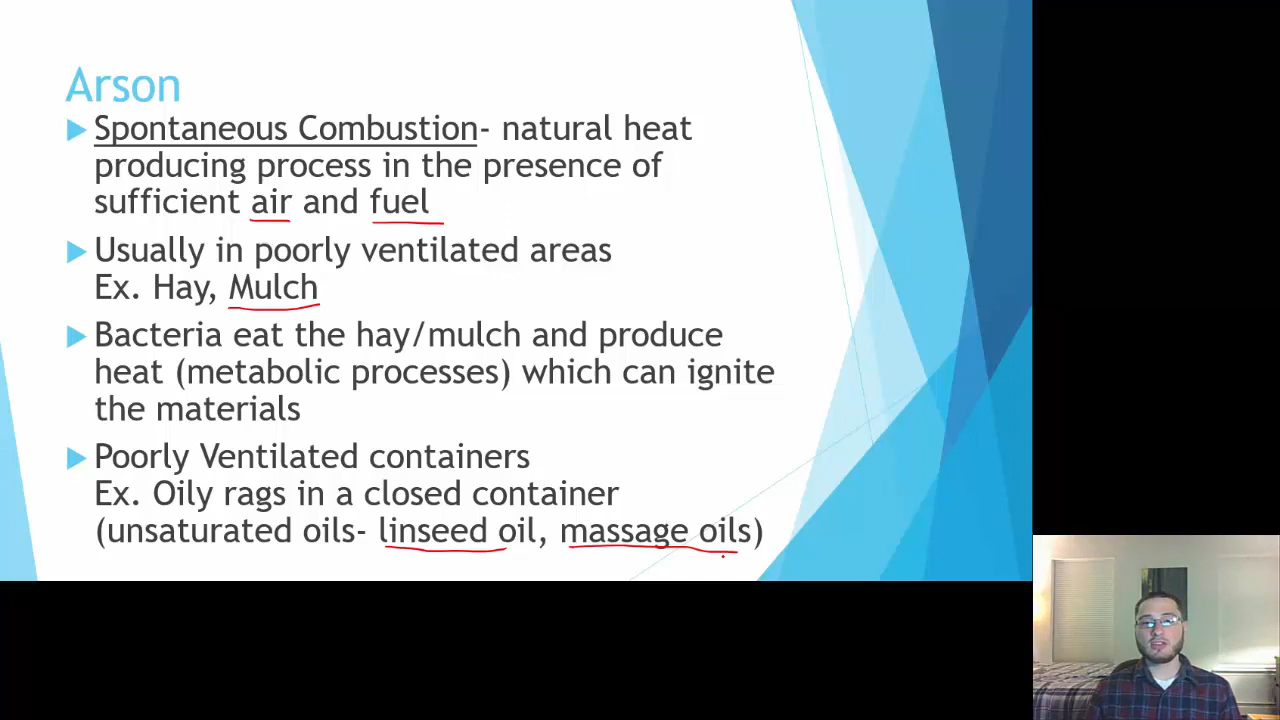 Arson
Spontaneous Combustion- natural heat
producing process in the presence of
sufficient air and fuel
Usually in poorly ventilated areas
Ex. Hay, Mulch
Bacteria eat the hay/mulch and produce
heat (metabolic processes) which can ignite
the materials
Poorly Ventilated containers
Ex. Oily rags in a closed container
(unsaturated oils- linseed oil, massage oils)